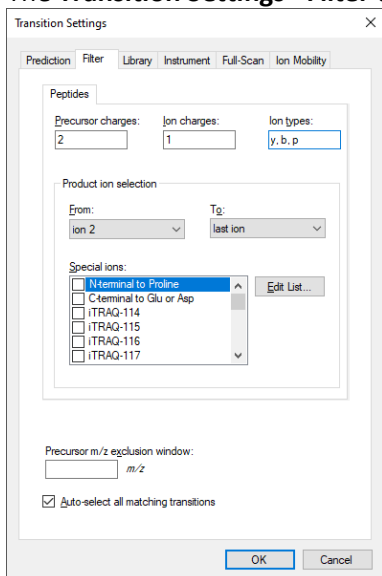 The Transition Settings - Filter
Transition Settings
Prediction Filter Library Instrument Full-Scan Ion Mobility
Peptides
Precursor charges: Ion charges: Ion types:
2 1 y, b, p
Product ion selection
From: To:
ion 2 last ion
Special ions:
N-terminal to Proline
Edit List...
C-terminal to Glu or Asp
iTRAQ-114
iTRAQ-115
iTRAQ-116
iTRAQ-117
Precursor m/z exclusion window:
m/z
Auto-select all matching transitions
OK Cancel